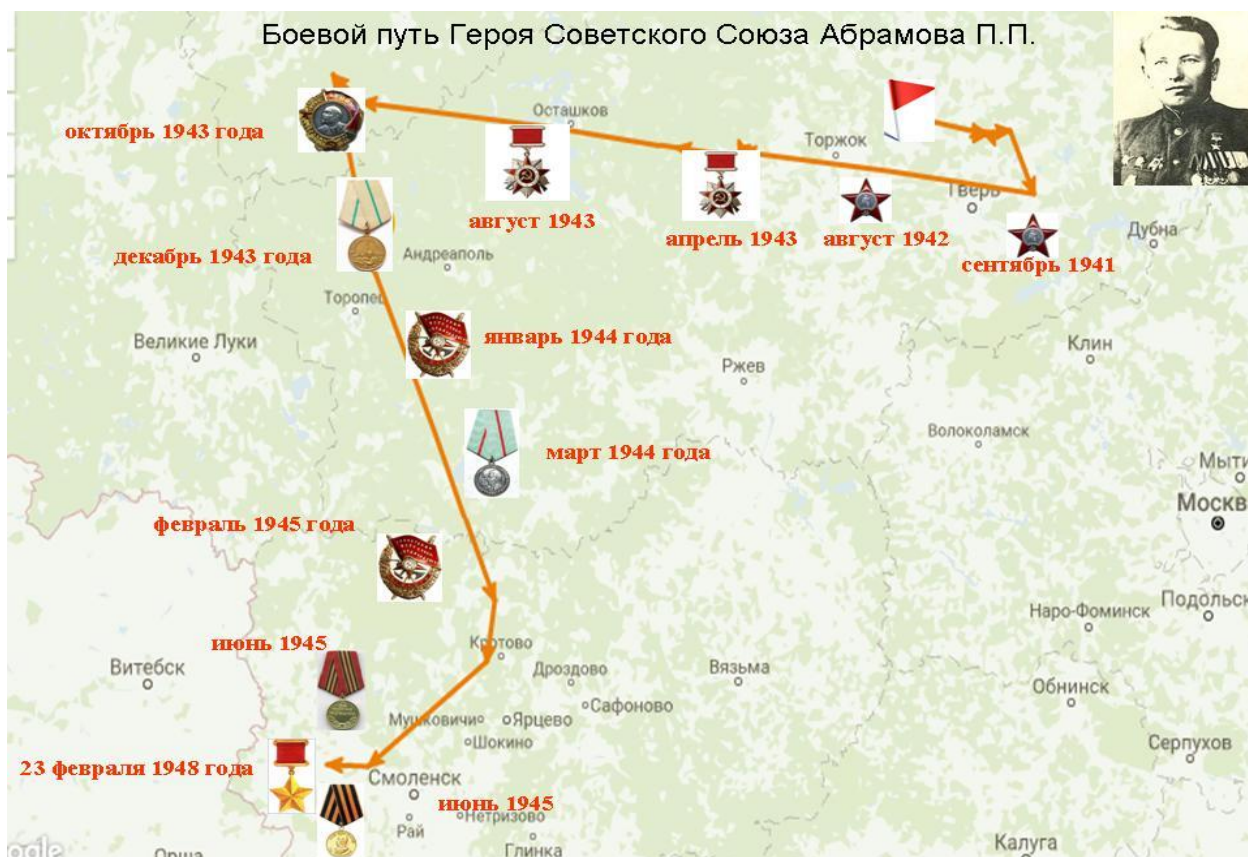 Боевой путь Героя Советского Союза Абрамова П.П.
октябрь 1943 года
Осташков
Торжок
Тверь
Дубна
август 1943
апрель 1943
август 1942
сентябрь 1941
декабрь 1943 года
Андреаполь
Торопец
январь 1944 года
Великие Луки
Ржев
Клин
март 1944 года
Волоколамск
Мыти
Москв
февраль 1945 года
Наро-Фоминск
Подольск
июнь 1945
Кротово
Витебск
Дроздово
Вязьма
Обнинск
Сафоново
Мушковичи
Ярцево
Шокино
Серпухов
23 февраля 1948 года
Смоленск
июнь 1945
Нетризово
Рай
Глинка
Калуга
Орша
ogle